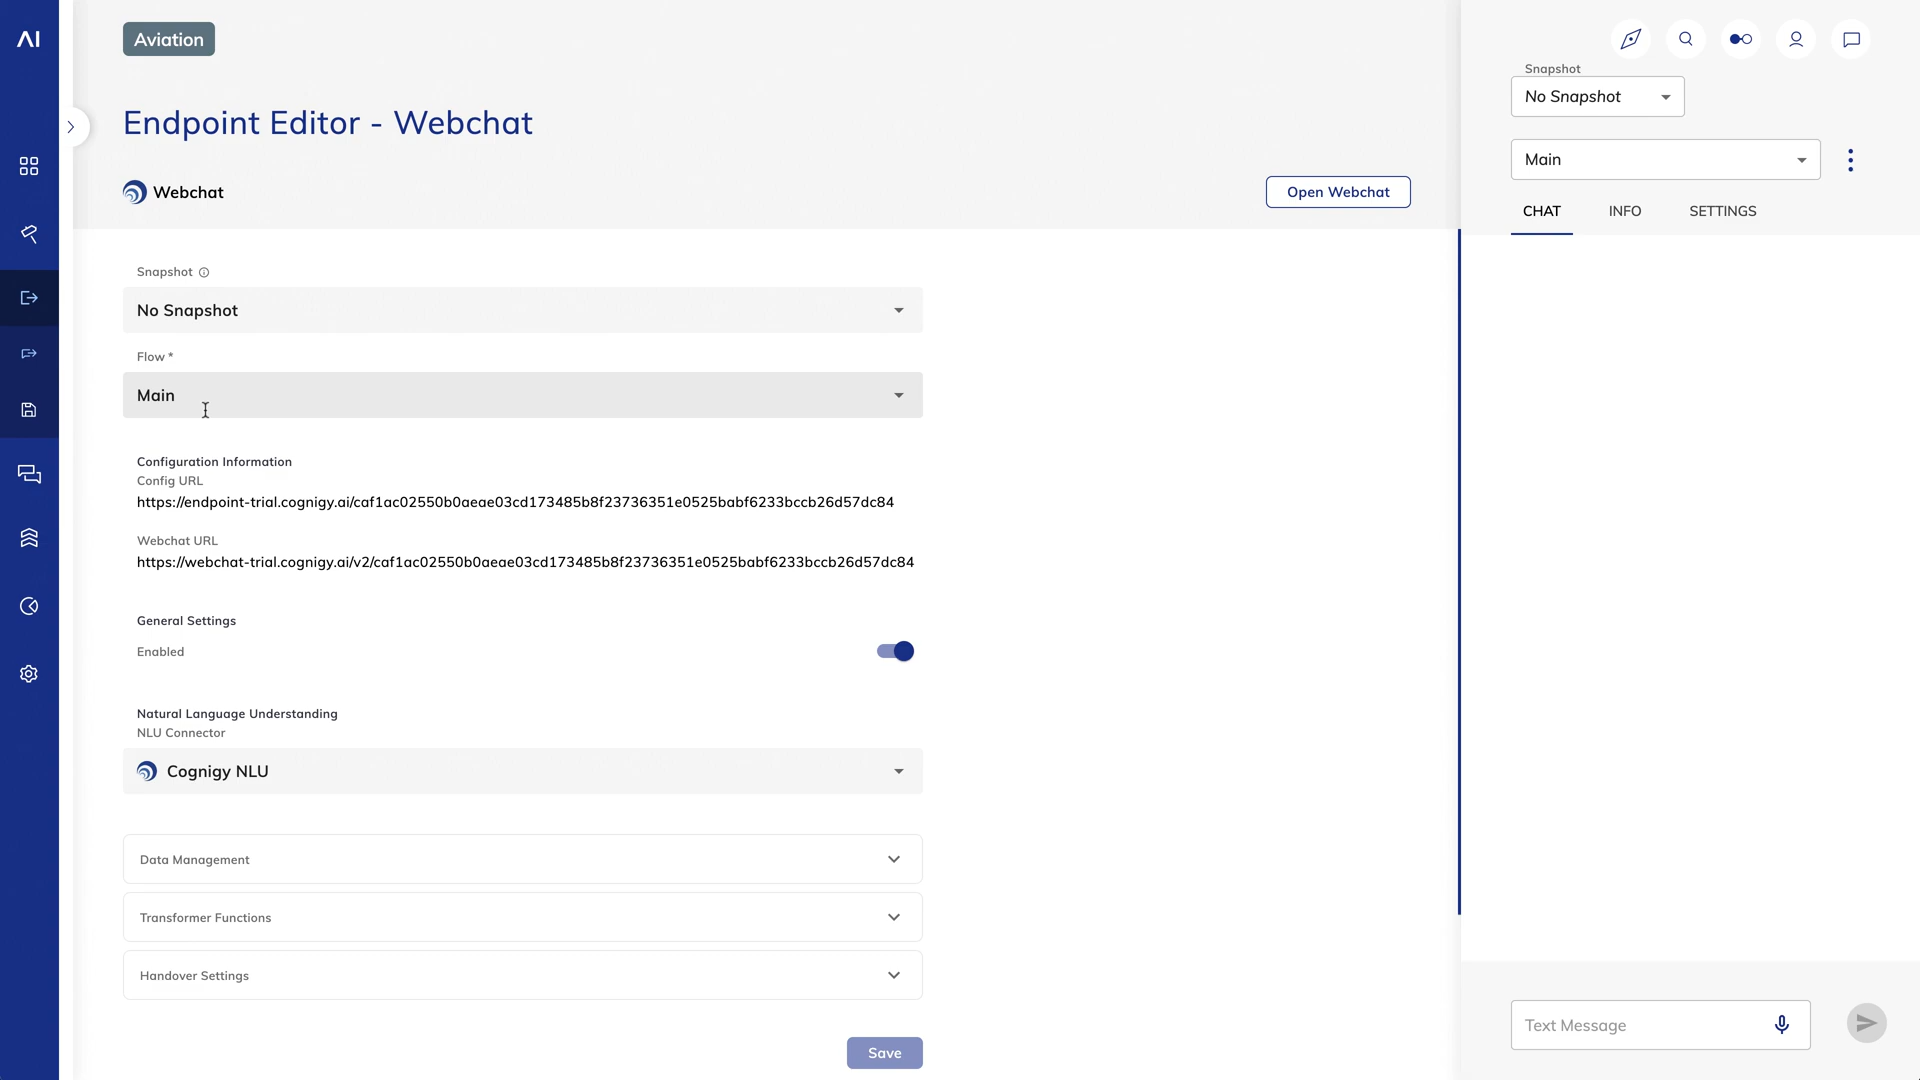 AI
Aviation
Endpoint Editor - Webchat
Webchat
Open Webchat
Snapshot
No Snapshot
Flow *
Main
Configuration Information
Config URL
https://endpoint-trial.cognigy.ai/caf1ac02550b0aeae03cd173485b8f23736351e0525babf6233bccb26d57dc84
Webchat URL
https://webchat-trial.cognigy.ai/v2/caf1ac02550b0aeae03cd173485b8f23736351e0525babf6233bccb26d57dc84
General Settings
Enabled
Natural Language Understanding
NLU Connector
Cognigy NLU
Data Management
Transformer Functions
Handover Settings
Save
Snapshot
No Snapshot
Main
CHAT INFO SETTINGS
Text Message